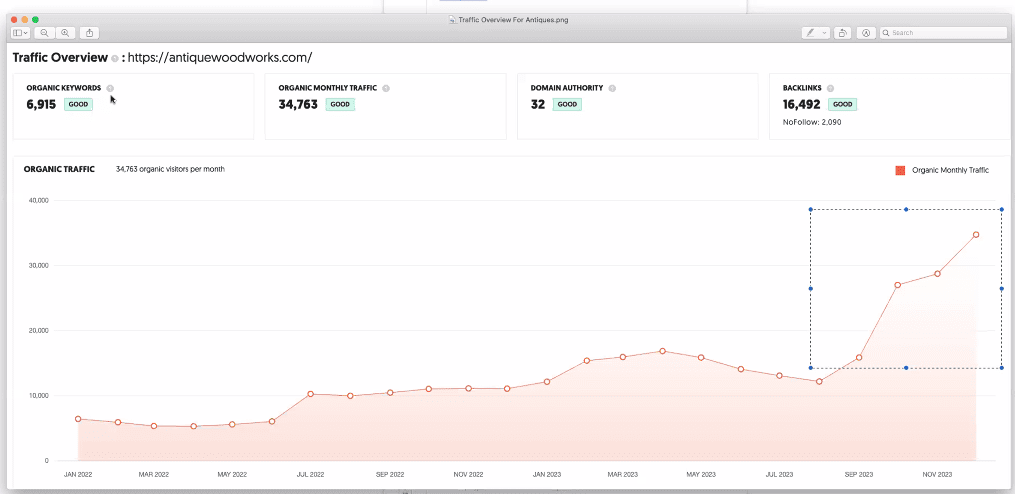 Traffic Overview For Antiques.png
Search
Traffic Overview ? : https://antiquewoodworks.com/
ORGANIC KEYWORDS ?
6,915 GOOD
ORGANIC MONTHLY TRAFFIC ?
34,763 GOOD
DOMAIN AUTHORITY ?
32 GOOD
BACKLINKS ?
16,492 GOOD
NoFollow: 2,090
ORGANIC TRAFFIC 34,763 organic visitors per month
Organic Monthly Traffic
40,000
30,000
20,000
10,000
0
JAN 2022 MAR 2022 MAY 2022 JUL 2022 SEP 2022 NOV 2022 JAN 2023 MAR 2023 MAY 2023 JUL 2023 SEP 2023 NOV 2023